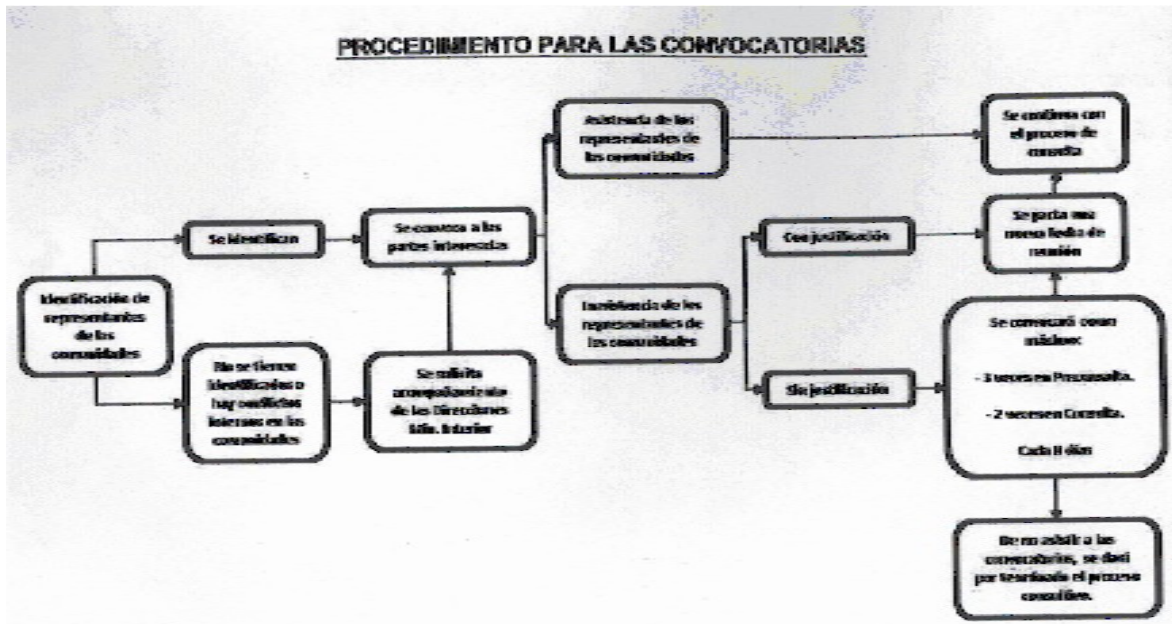 PROCEDIMIENTO PARA LAS CONVOCATORIAS
Identificación de
representantes
de las
comunidades
Se identifican
No se tienen
identificados o
hay conflictos
internos en las
comunidades
Se convoca a las
partes interesadas
Se solicita
acompañamiento
de las Direcciones
Min. Interior
Asistencia de los
representantes de
las comunidades
Inasistencia de los
representantes de
las comunidades
Con justificación
Sin justificación
Se continua con
el proceso de
consulta
Se pacta una
nueva fecha de
reunión
Se convocará como
máximo:
- 3 veces en Preconsulta.
- 2 veces en Consulta.
Cada 8 días
De no asistir a las
convocatorias, se dará
por terminado el proceso
consultivo.